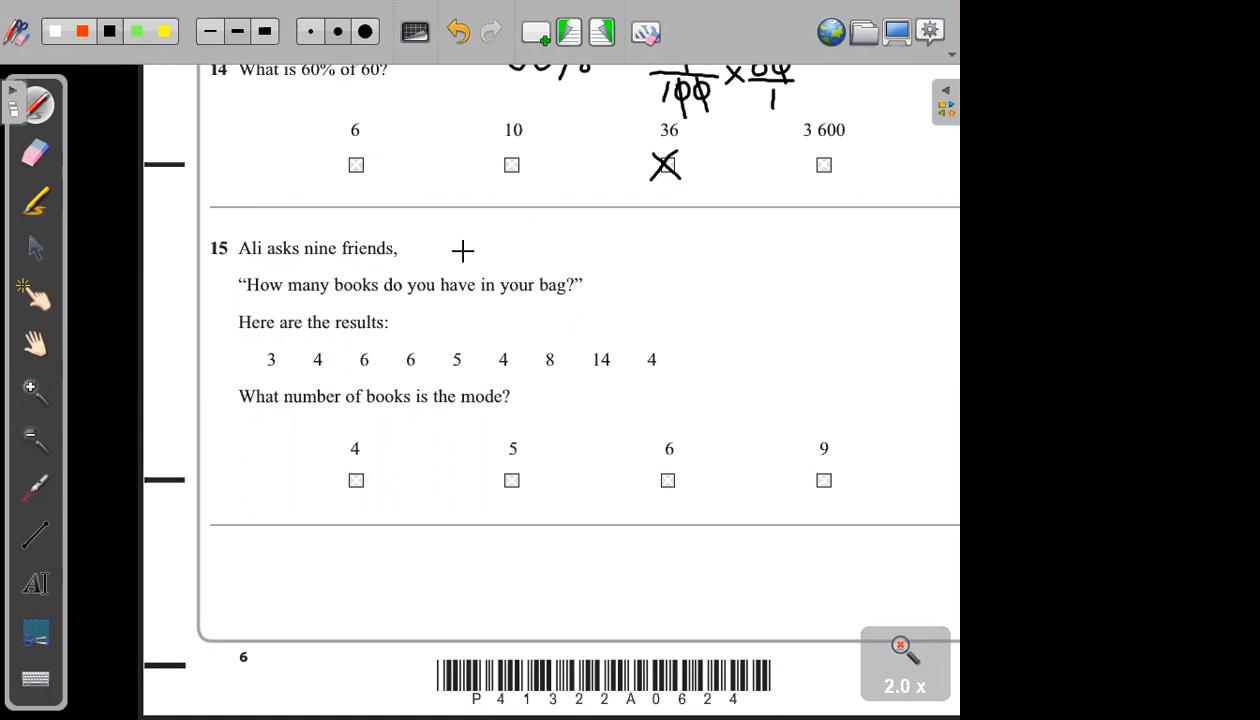 14 What is 60% of 60?
100 × 1
6 10 36 3 600
15 Ali asks nine friends,
“How many books do you have in your bag?”
Here are the results:
3 4 6 6 5 4 8 14 4
What number of books is the mode?
4 5 6 9
6
P 4 1 3 2 2 A 0 6 2 4
2.0 x